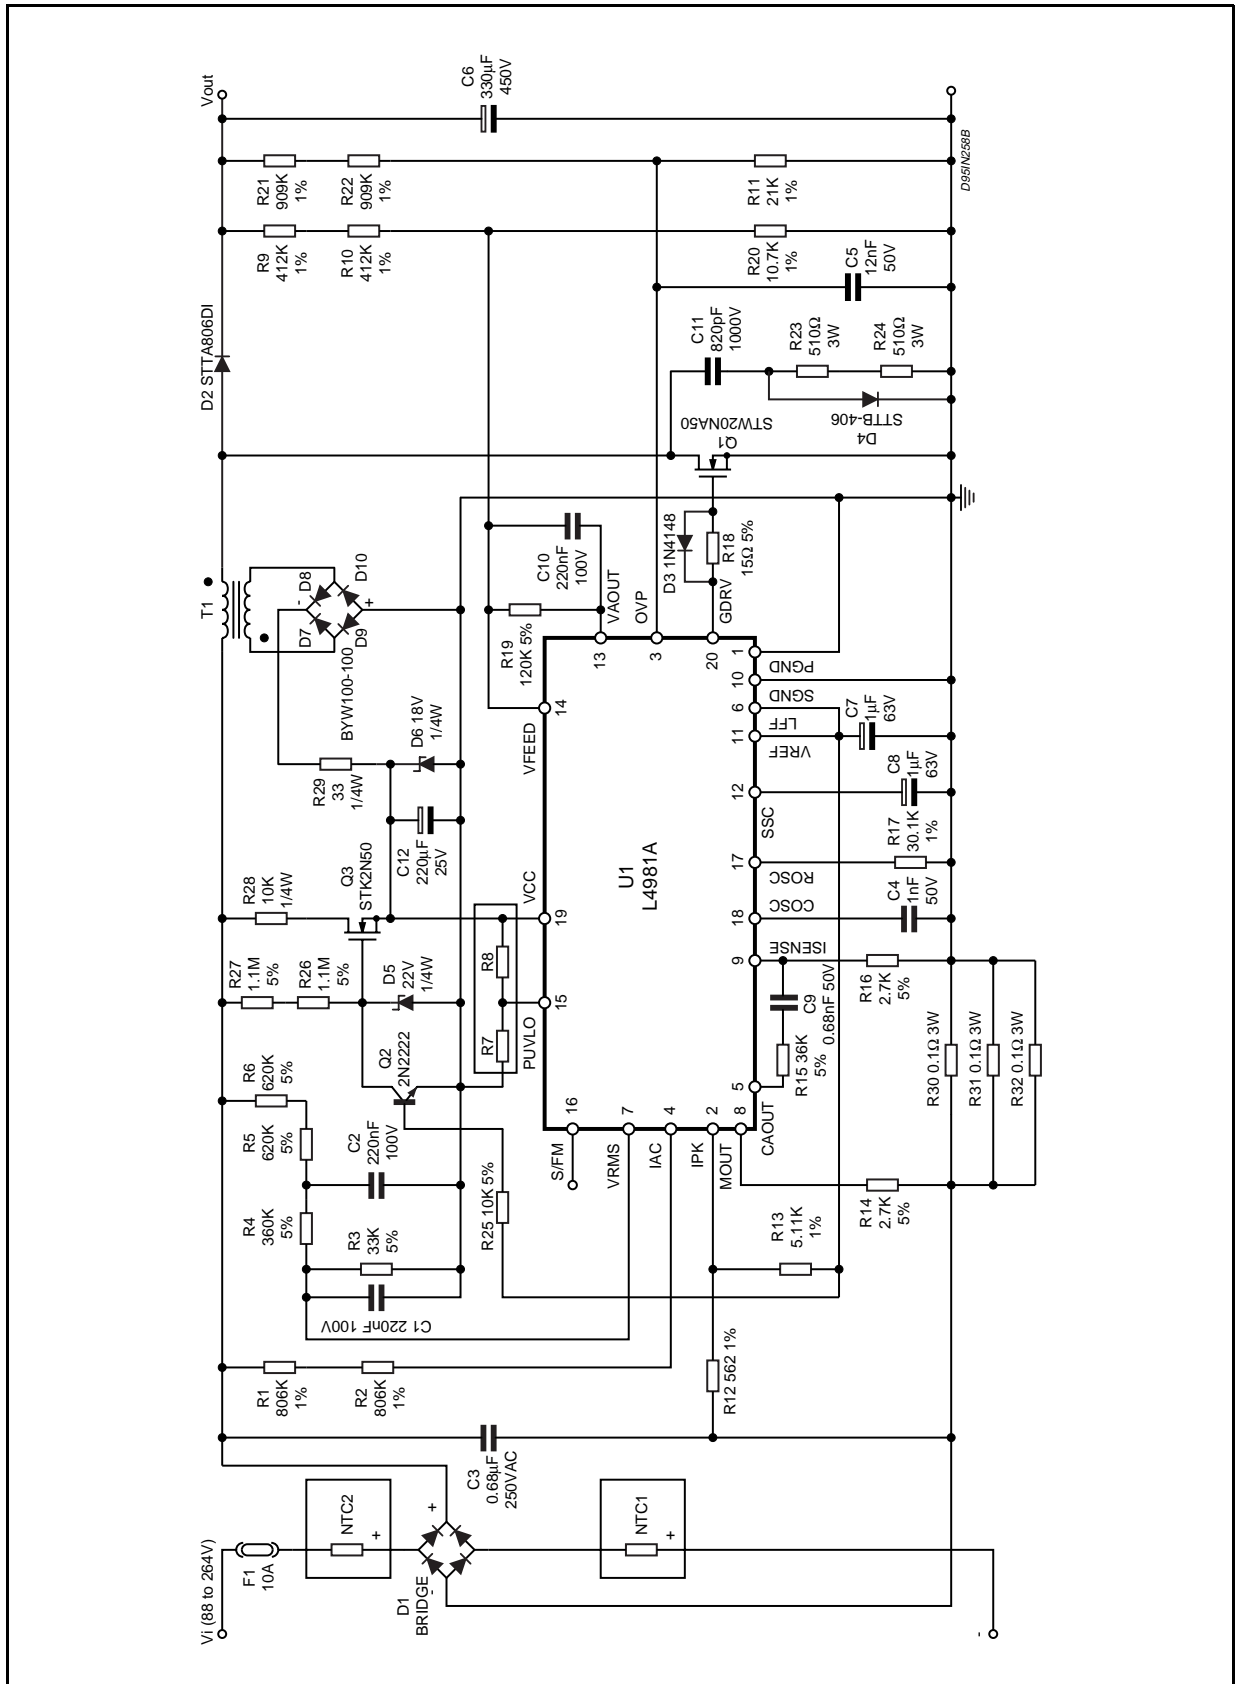 Vi (88 to 264V)
F1
10A
NTC2
+
D1
BRIDGE
+
-
NTC1
+
-
C3
0.68µF
250VAC
R1
806K
1%
R2
806K
1%
C1 220nF 100V
R3
33K
5%
R4
360K
5%
C2
220nF
100V
R5
620K
5%
R6
620K
5%
R25 10K 5%
Q2
2N2222
R27
1.1M
5%
R26
1.1M
5%
D5
22V
1/4W
R28
10K
1/4W
Q3
STK2N50
C12
220µF
25V
R29
33
1/4W
D6 18V
1/4W
BYW100-100
D7
D8
D9
D10
-
+
T1
D2 STTA806DI
R9
412K
1%
R10
412K
1%
R21
909K
1%
R22
909K
1%
C6
330µF
450V
Vout
R7
R8
R19
120K 5%
C10
220nF
100V
S/FM
16
VRMS
7
IAC
4
IPK
2
MOUT
8
CAOUT
5
PUVLO
15
VCC
19
VFEED
14
VAOUT
13
OVP
3
GDRV
20
U1
L4981A
ISENSE
9
COSC
18
ROSC
17
SSC
12
VREF
11
LFF
6
SGND
10
PGND
1
R12 562 1%
R13
5.11K
1%
R14
2.7K
5%
R15 36K
5%
C9
0.68nF 50V
R16
2.7K
5%
C4
1nF
50V
R17
30.1K
1%
C8
1µF
63V
C7
1µF
63V
D3 1N4148
R18
15Ω 5%
Q1
STW20NA50
C11
820pF
1000V
D4
STTB-406
R23
510Ω
3W
R24
510Ω
3W
C5
12nF
50V
R20
10.7K
1%
R11
21K
1%
R30 0.1Ω 3W
R31 0.1Ω 3W
R32 0.1Ω 3W
D95IN258B